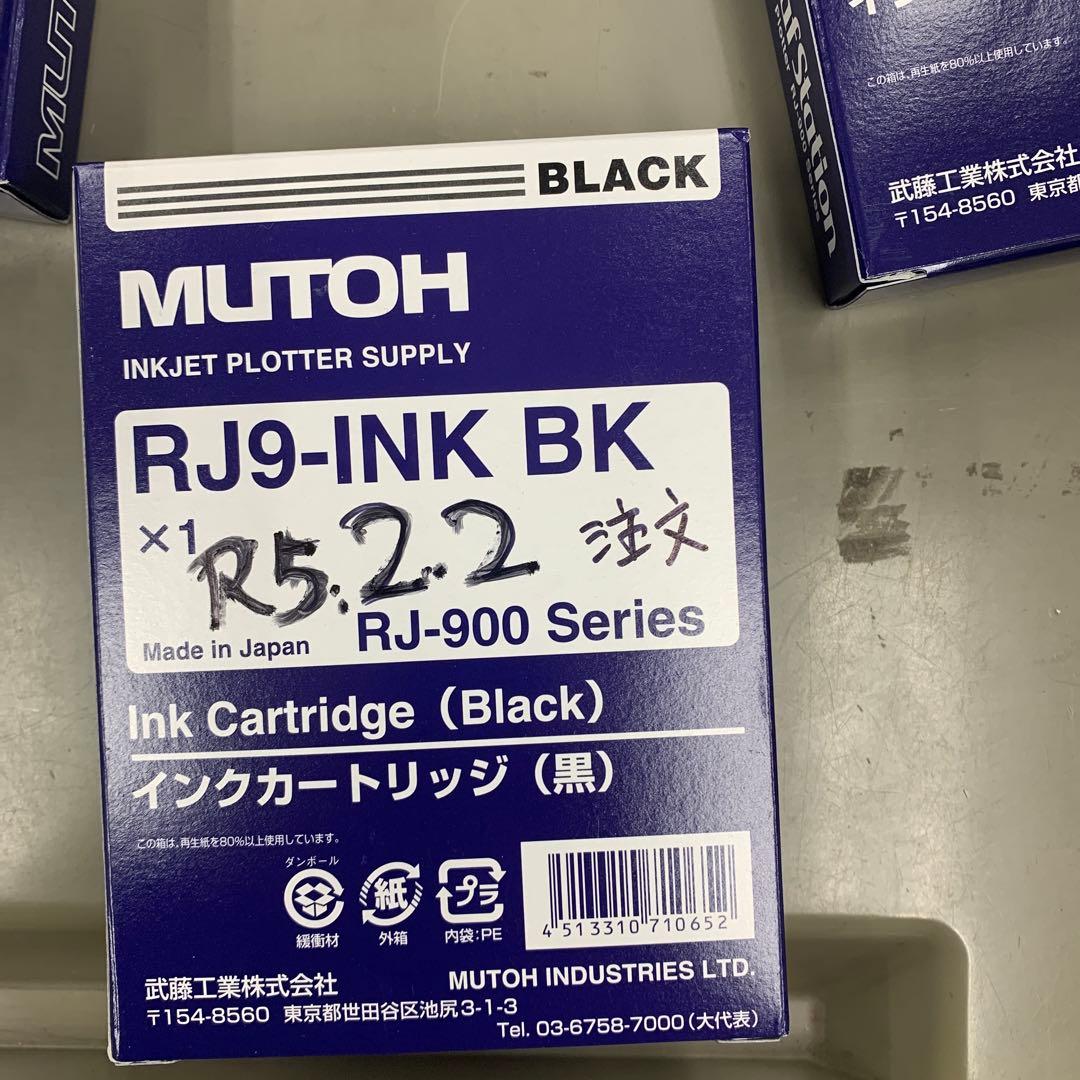 BLACK
MUTOH
INKJET PLOTTER SUPPLY
RJ9-INK BK
×1
R5.2.2 注文
Made in Japan
RJ-900 Series
Ink Cartridge（Black）
インクカートリッジ（黒）
この箱は、再生紙を80%以上使用しています。
ダンボール
緩衝材
紙
外箱
プラ
内袋:PE
4 513310 710652
武藤工業株式会社
〒154-8560 東京都世田谷区池尻3-1-3
MUTOH INDUSTRIES LTD.
Tel. 03-6758-7000（大代表）
MUT
Station
この箱は、再生紙を80%以上使用しています。
武藤工業株式会社
〒154-8560 東京都